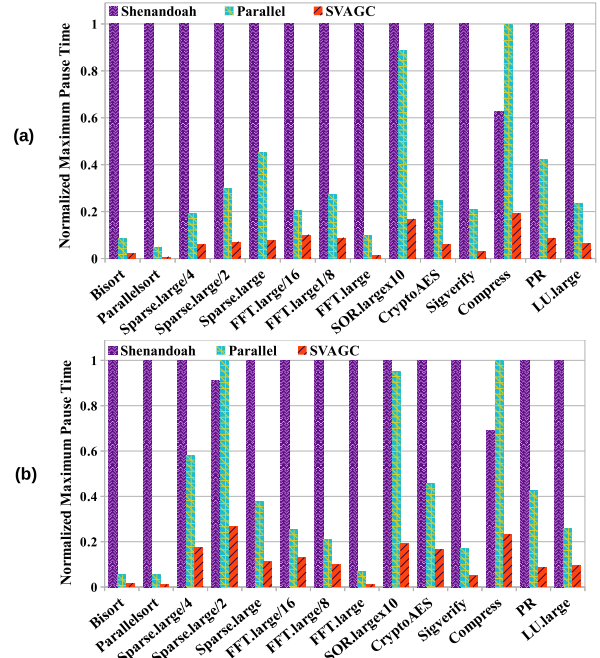 (a)
Normalized Maximum Pause Time
Shenandoah Parallel SVAGC
1
0.8
0.6
0.4
0.2
0
Bisort
Parallelsort
Sparse.large/4
Sparse.large/2
Sparse.large
FFT.large/16
FFT.large1/8
FFT.large
SOR.largex10
CryptoAES
Sigverify
Compress
PR
LU.large
(b)
Normalized Maximum Pause Time
Shenandoah Parallel SVAGC
1
0.8
0.6
0.4
0.2
0
Bisort
Parallelsort
Sparse.large/4
Sparse.large/2
Sparse.large
FFT.large/16
FFT.large/8
FFT.large
SOR.largex10
CryptoAES
Sigverify
Compress
PR
LU.large